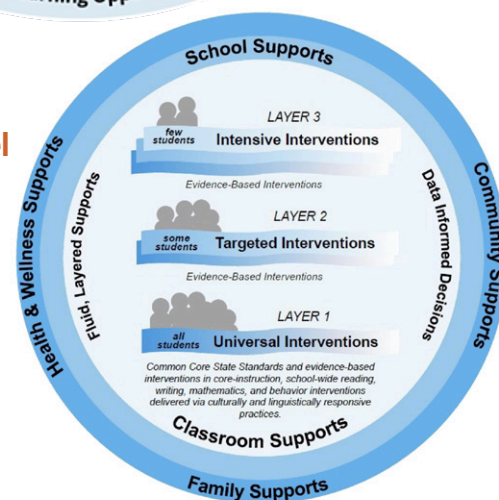 School Supports
Health & Wellness Supports
Community Supports
Fluid, Layered Supports
Data Informed Decisions
LAYER 3
few
students
Intensive Interventions
Evidence-Based Interventions
LAYER 2
some
students
Targeted Interventions
Evidence-Based Interventions
LAYER 1
all
students
Universal Interventions
Common Core State Standards and evidence-based
interventions in core-instruction, school-wide reading,
writing, mathematics, and behavior interventions
delivered via culturally and linguistically responsive
practices.
Classroom Supports
Family Supports